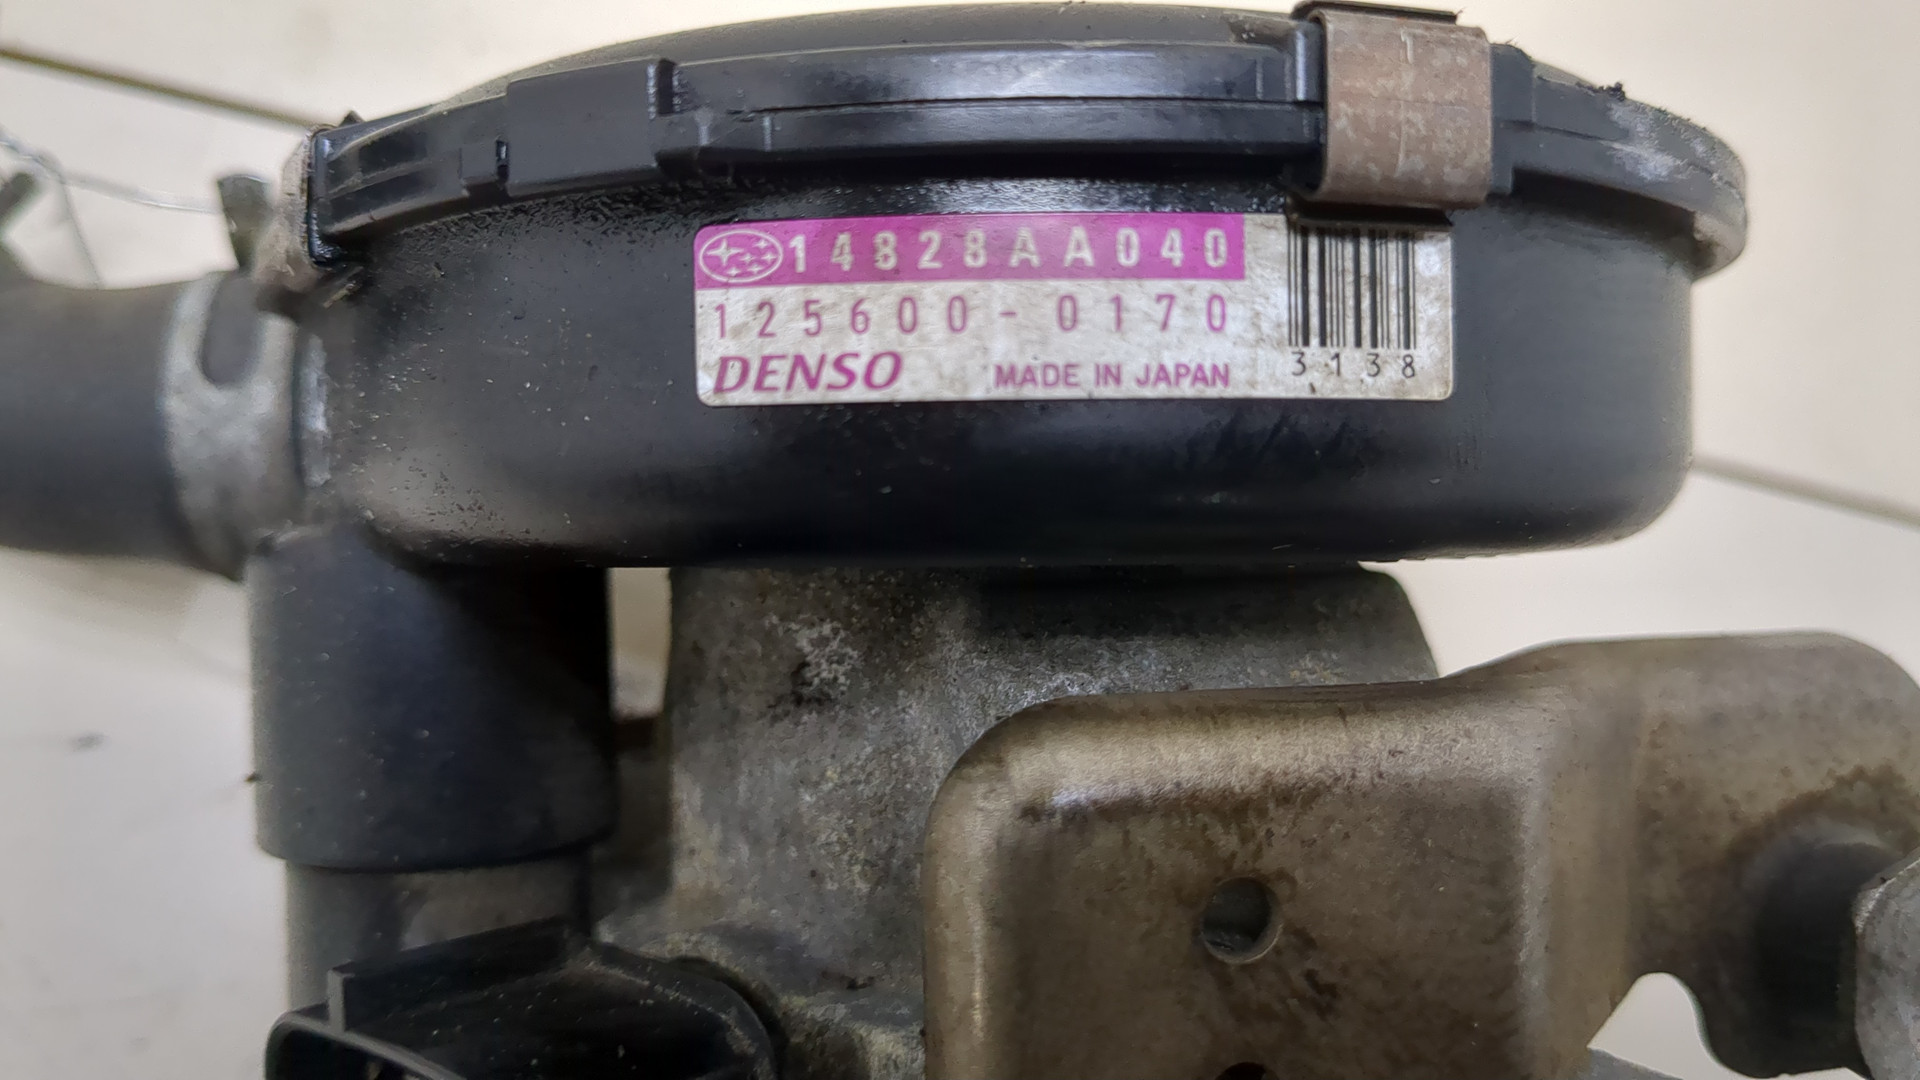 14828AA040
125600-0170
DENSO MADE IN JAPAN
3138